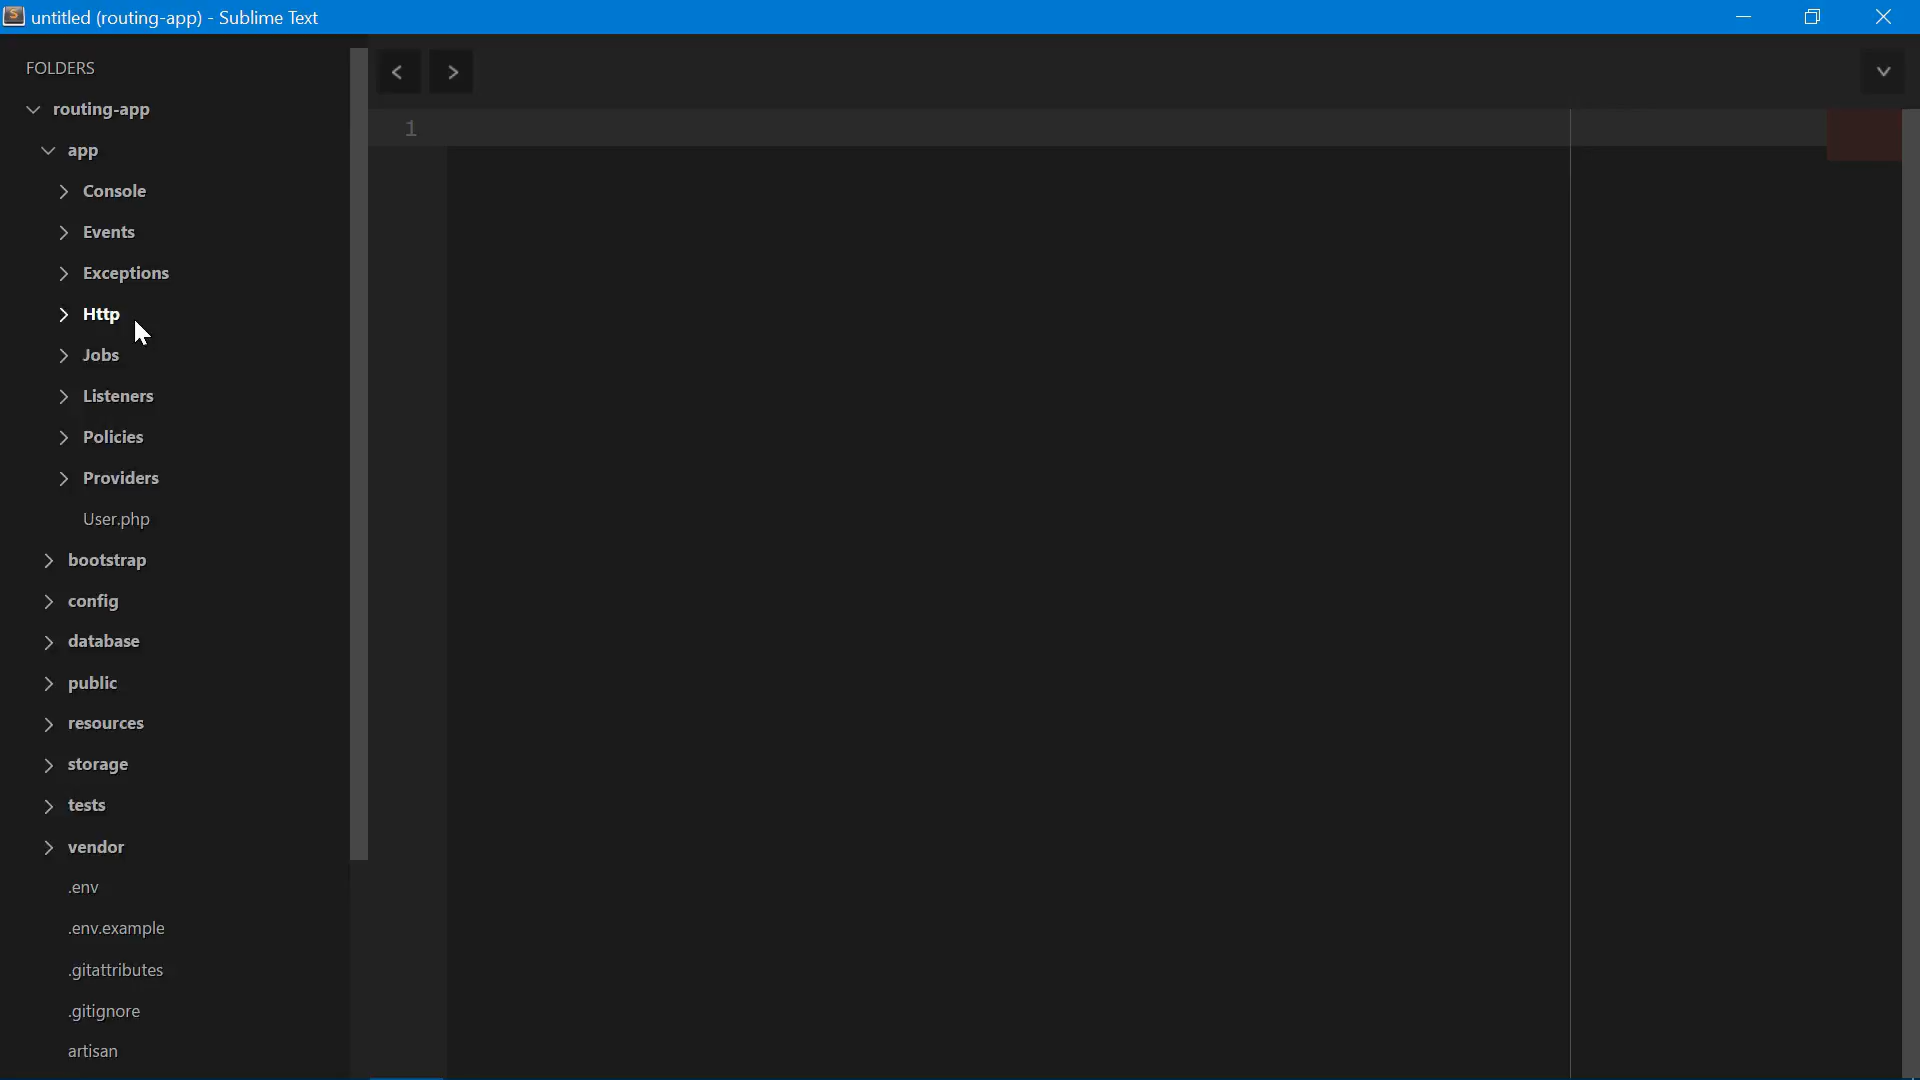 untitled (routing-app) - Sublime Text
FOLDERS
routing-app
app
Console
Events
Exceptions
Http
Jobs
Listeners
Policies
Providers
User.php
bootstrap
config
database
public
resources
storage
tests
vendor
.env
.env.example
.gitattributes
.gitignore
artisan
1